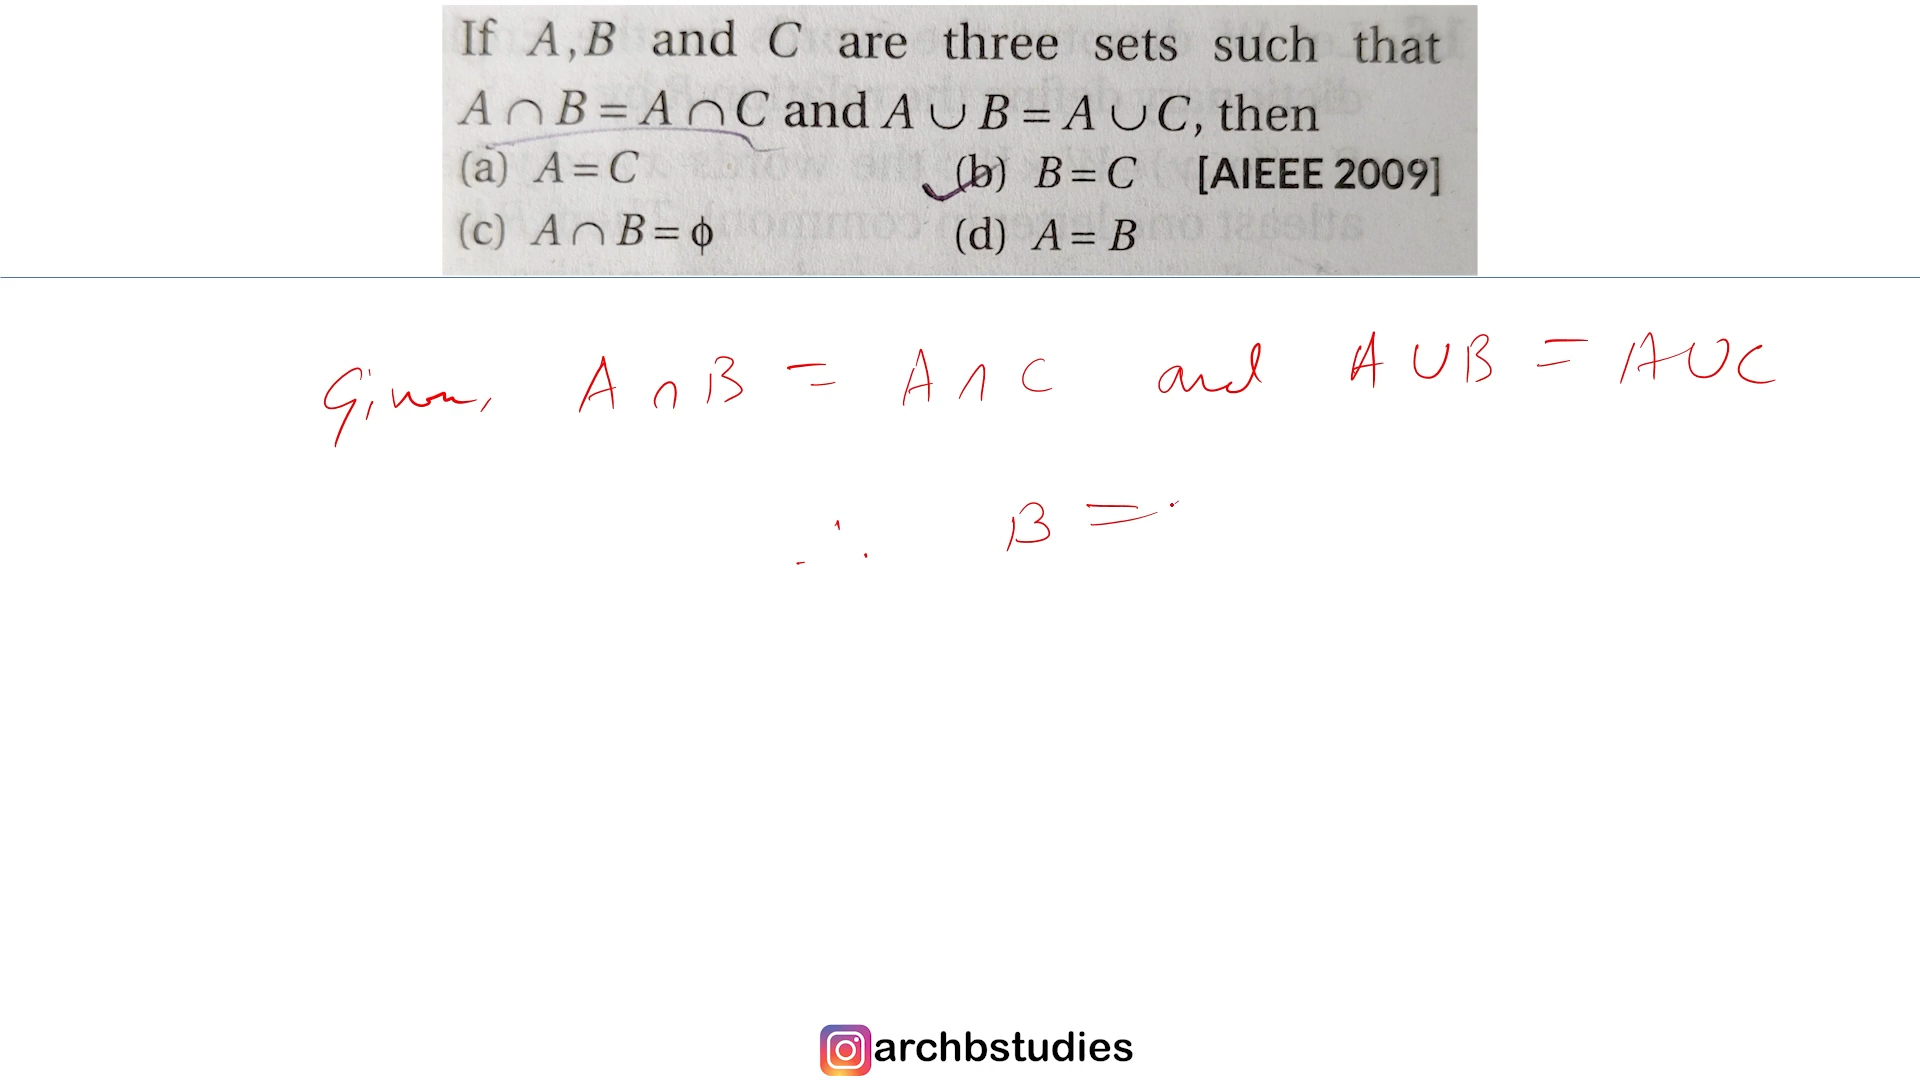 If A,B and C are three sets such that
A ∩ B = A ∩ C and A ∪ B = A ∪ C, then
(a) A = C (b) B = C [AIEEE 2009]
(c) A ∩ B = ϕ (d) A = B
Given, A ∩ B = A ∩ C and A ∪ B = A ∪ C
∴ B =
archbstudies